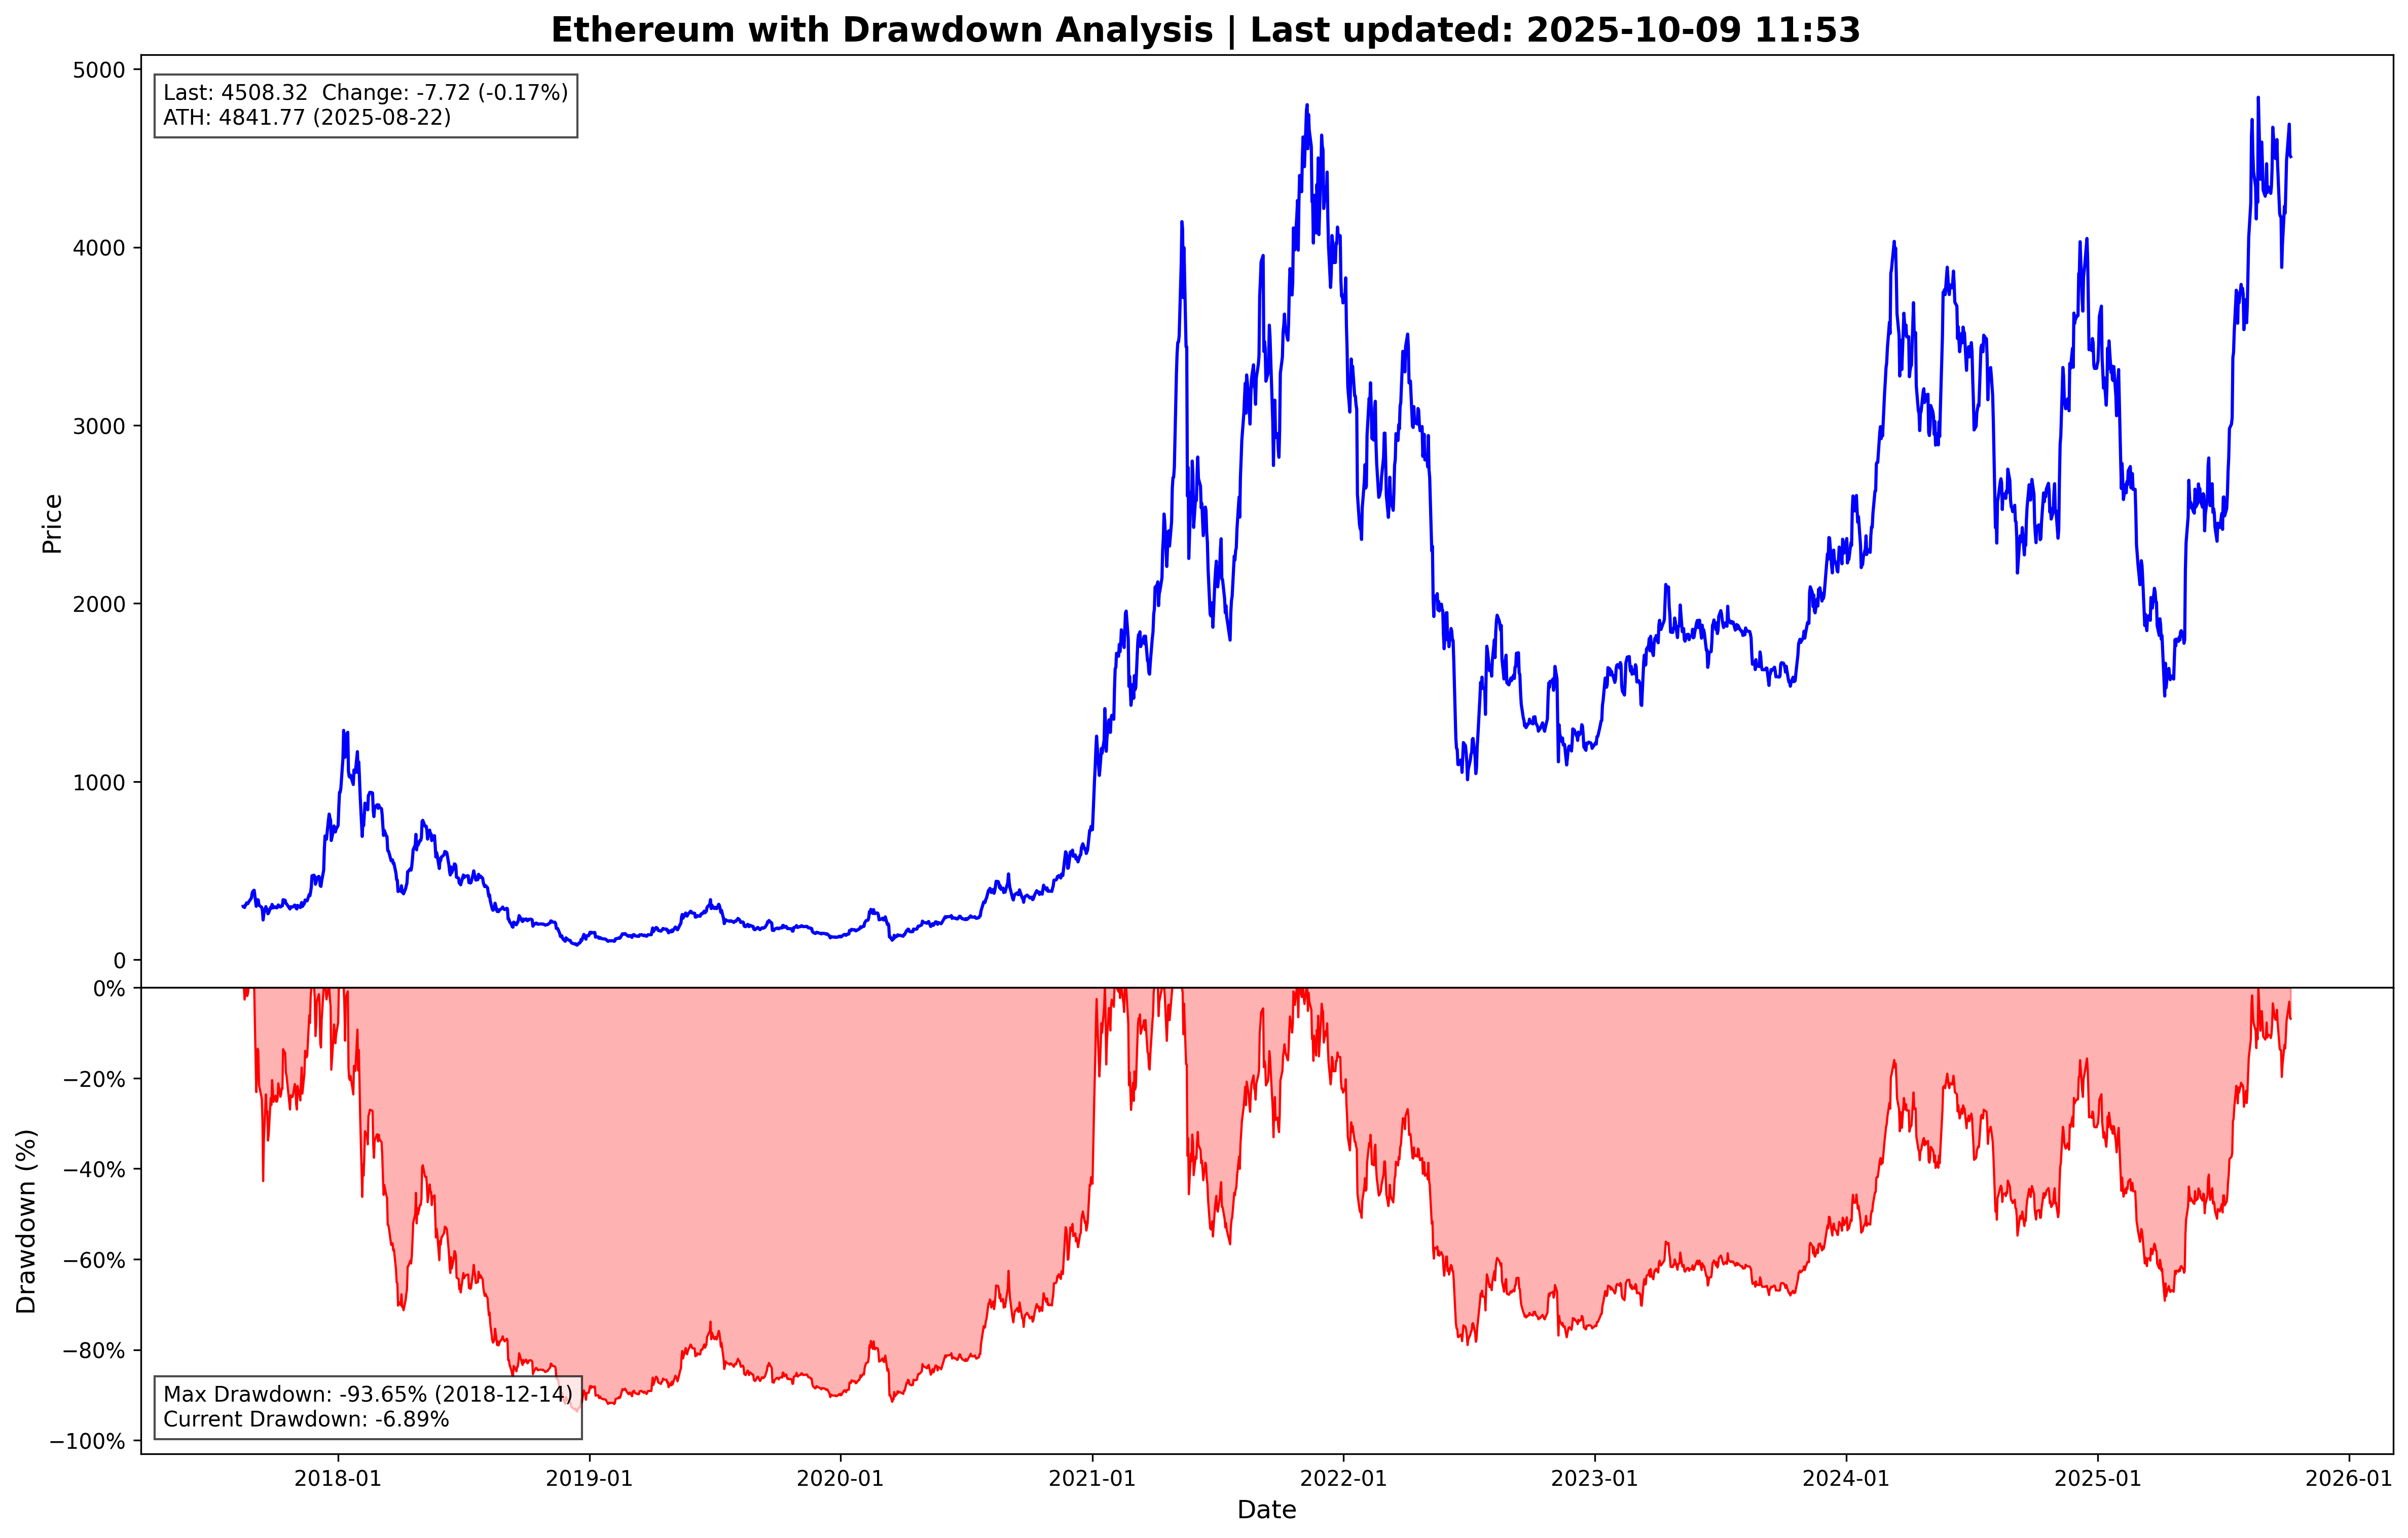 Ethereum with Drawdown Analysis | Last updated: 2025-10-09 11:53
Last: 4508.32  Change: -7.72 (-0.17%)
ATH: 4841.77 (2025-08-22)
Price
5000
4000
3000
2000
1000
0
Drawdown (%)
0%
−20%
−40%
−60%
−80%
−100%
Max Drawdown: -93.65% (2018-12-14)
Current Drawdown: -6.89%
2018-01
2019-01
2020-01
2021-01
2022-01
2023-01
2024-01
2025-01
2026-01
Date